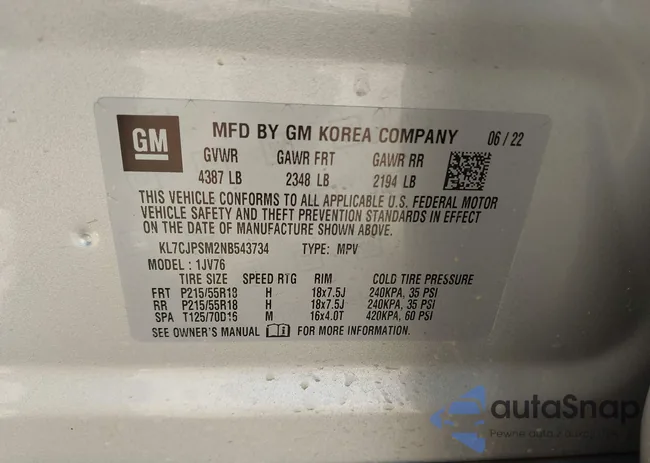 GM MFD BY GM KOREA COMPANY 06/22
GVWR GAWR FRT GAWR RR
4387 LB 2348 LB 2194 LB
THIS VEHICLE CONFORMS TO ALL APPLICABLE U.S. FEDERAL MOTOR
VEHICLE SAFETY AND THEFT PREVENTION STANDARDS IN EFFECT
ON THE DATE OF MANUFACTURE SHOWN ABOVE.
KL7CJPSM2NB543734 TYPE: MPV
MODEL: 1JV76
TIRE SIZE SPEED RTG RIM COLD TIRE PRESSURE
FRT P215/55R18 H 18x7.5J 240KPA, 35 PSI
RR P215/55R18 H 18x7.5J 240KPA, 35 PSI
SPA T125/70D16 M 16x4.0T 420KPA, 60 PSI
SEE OWNER'S MANUAL FOR MORE INFORMATION.
autaSnap
Pewne auta z